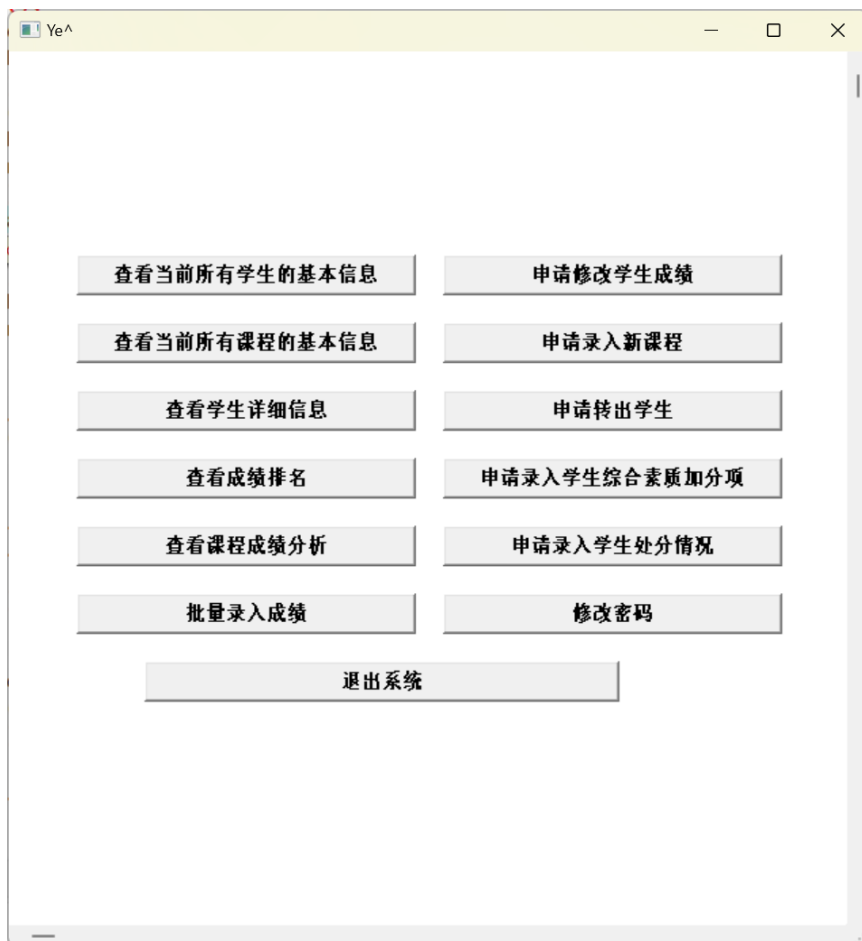 Ye^
查看当前所有学生的基本信息
申请修改学生成绩
查看当前所有课程的基本信息
申请录入新课程
查看学生详细信息
申请转出学生
查看成绩排名
申请录入学生综合素质加分项
查看课程成绩分析
申请录入学生处分情况
批量录入成绩
修改密码
退出系统